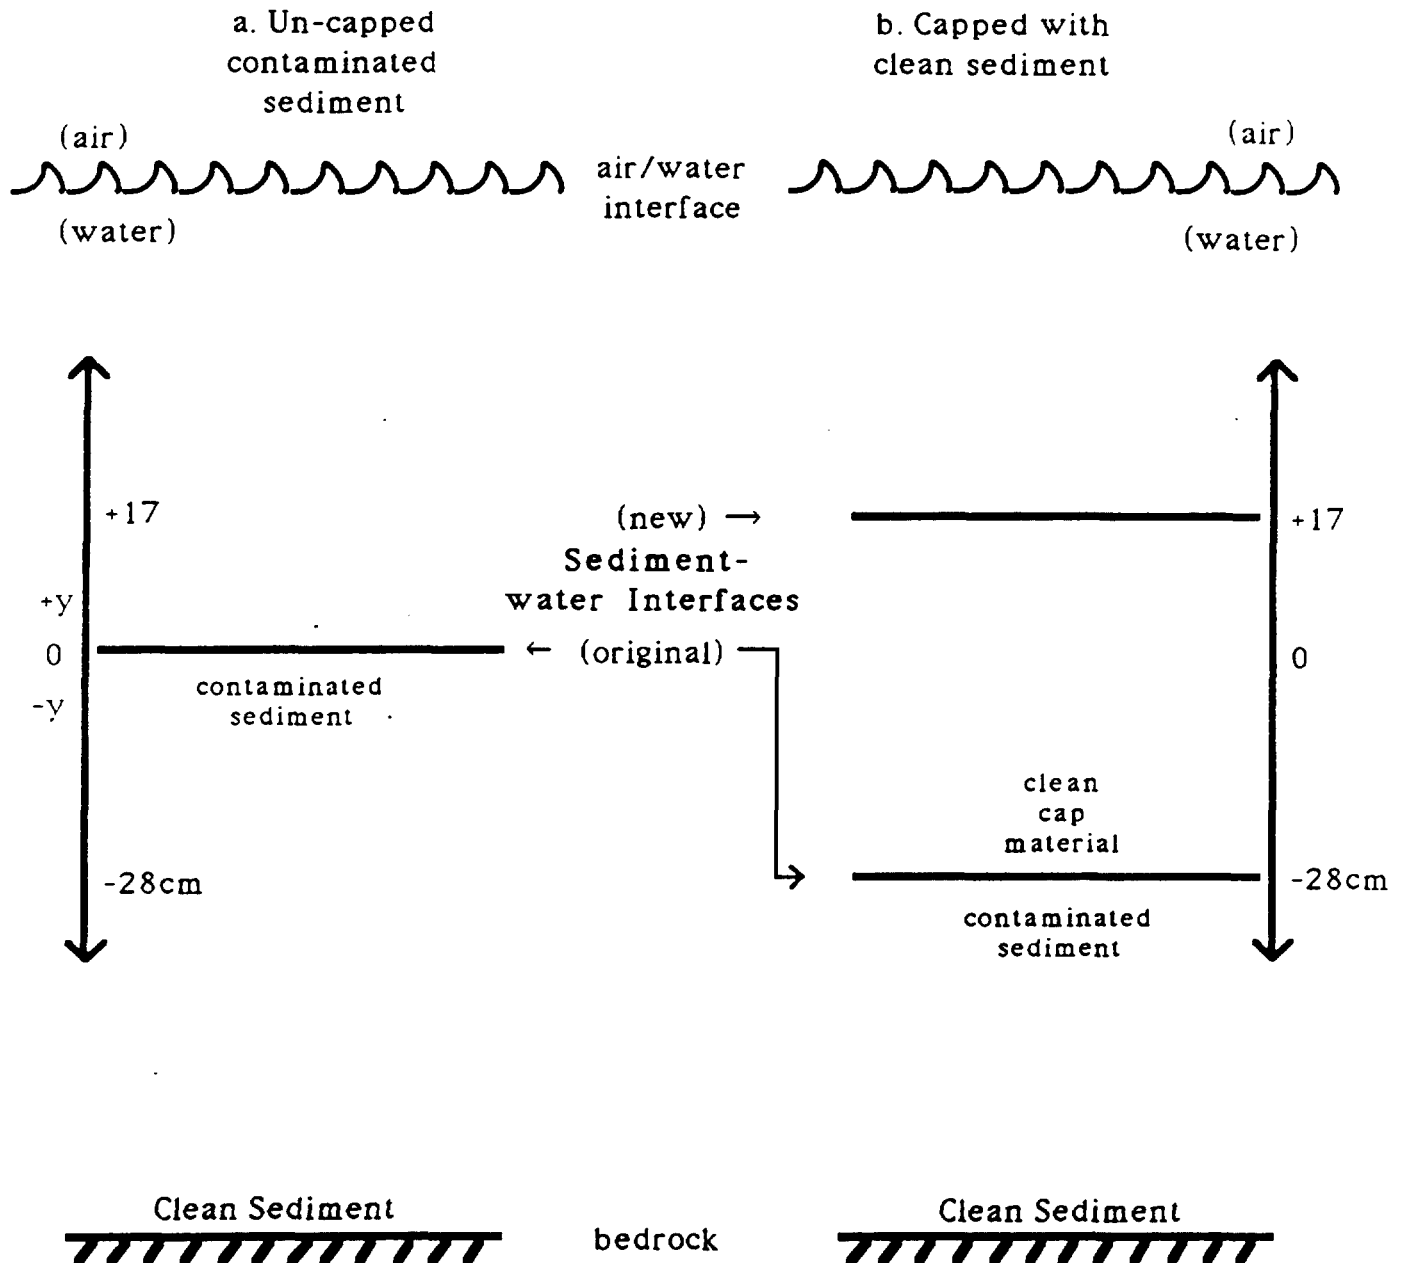 a. Un-capped
contaminated
sediment
b. Capped with
clean sediment
(air)
(air)
air/water
interface
(water)
(water)
+17
(new) →
+17
Sediment-
water Interfaces
+y
0
← (original)
0
-y
contaminated
sediment
clean
cap
material
-28cm
-28cm
contaminated
sediment
Clean Sediment
Clean Sediment
bedrock